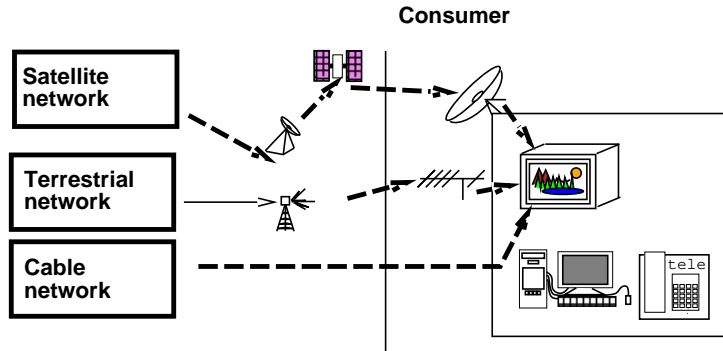 Consumer
Satellite
network
Terrestrial
network
Cable
network
tele